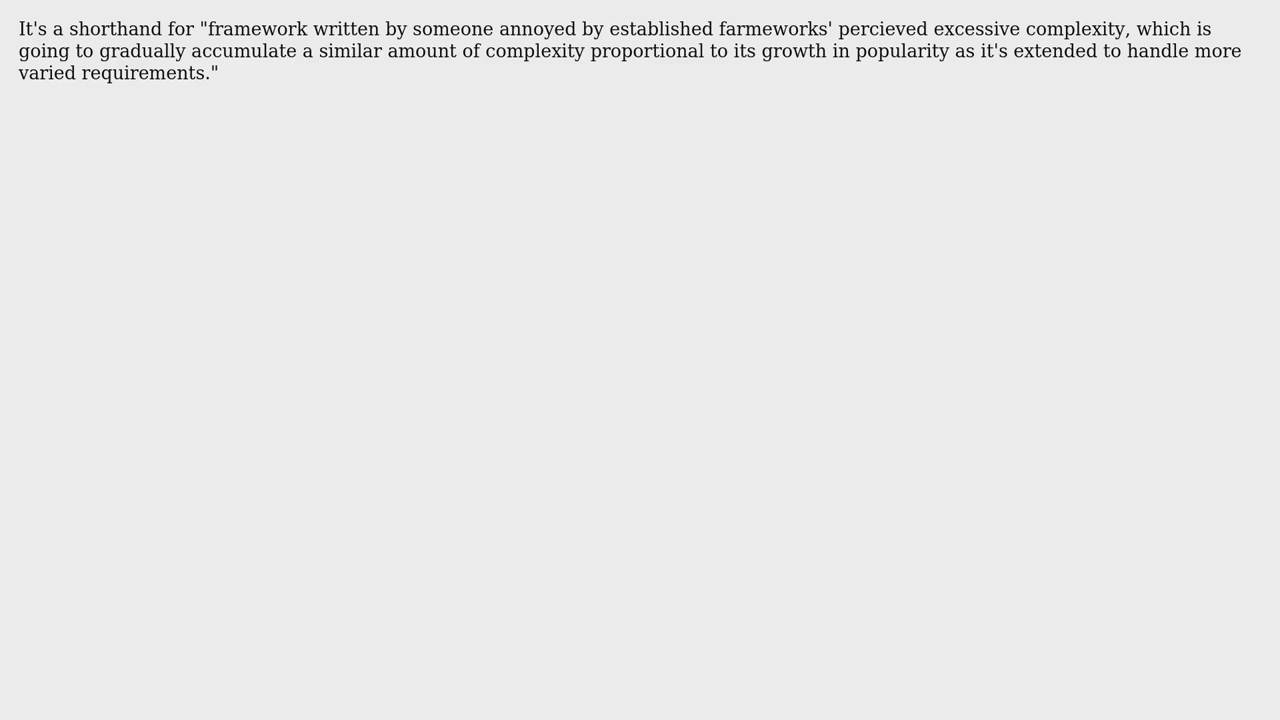 It's a shorthand for "framework written by someone annoyed by established farmeworks' percieved excessive complexity, which is
going to gradually accumulate a similar amount of complexity proportional to its growth in popularity as it's extended to handle more
varied requirements."